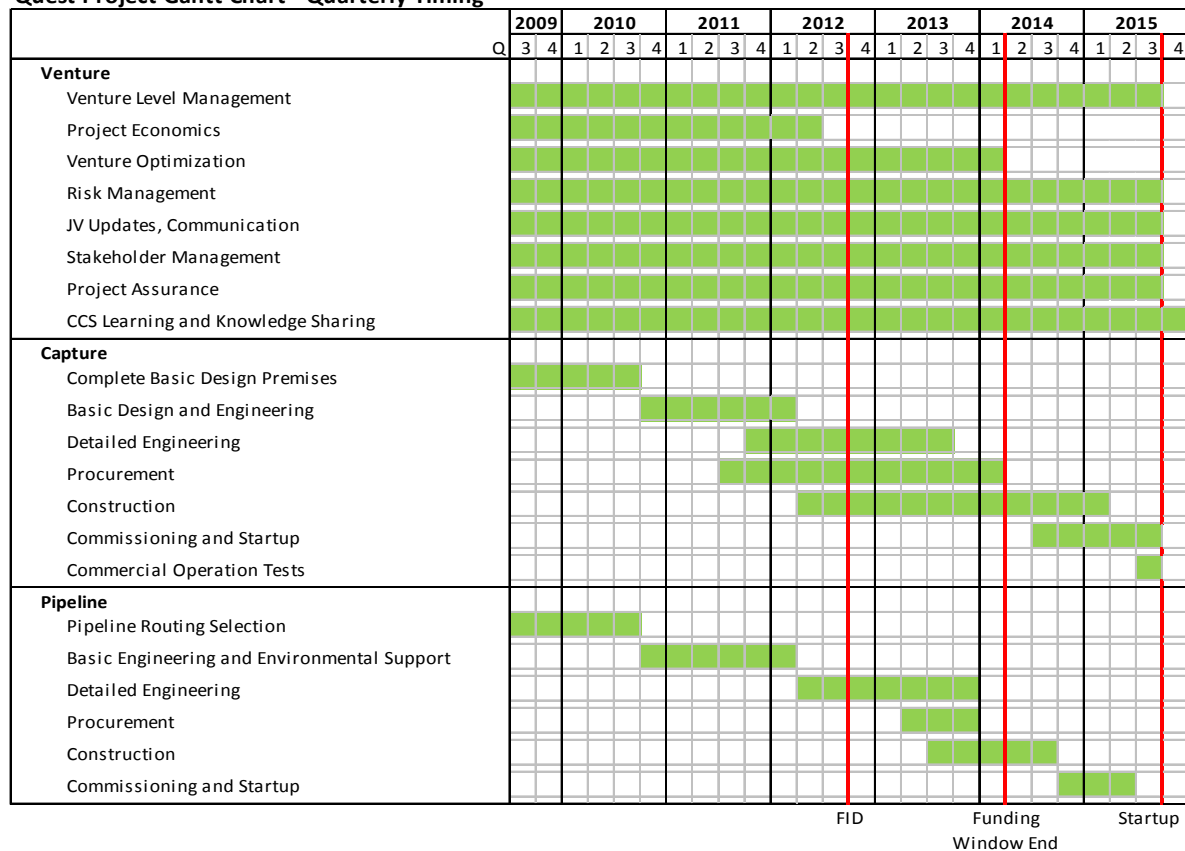 Quest Project Gantt Chart - Quarterly Timing
2009 2010 2011 2012 2013 2014 2015
Q 3 4 1 2 3 4 1 2 3 4 1 2 3 4 1 2 3 4 1 2 3 4 1 2 3 4
Venture
Venture Level Management
Project Economics
Venture Optimization
Risk Management
JV Updates, Communication
Stakeholder Management
Project Assurance
CCS Learning and Knowledge Sharing
Capture
Complete Basic Design Premises
Basic Design and Engineering
Detailed Engineering
Procurement
Construction
Commissioning and Startup
Commercial Operation Tests
Pipeline
Pipeline Routing Selection
Basic Engineering and Environmental Support
Detailed Engineering
Procurement
Construction
Commissioning and Startup
FID Funding Startup
Window End